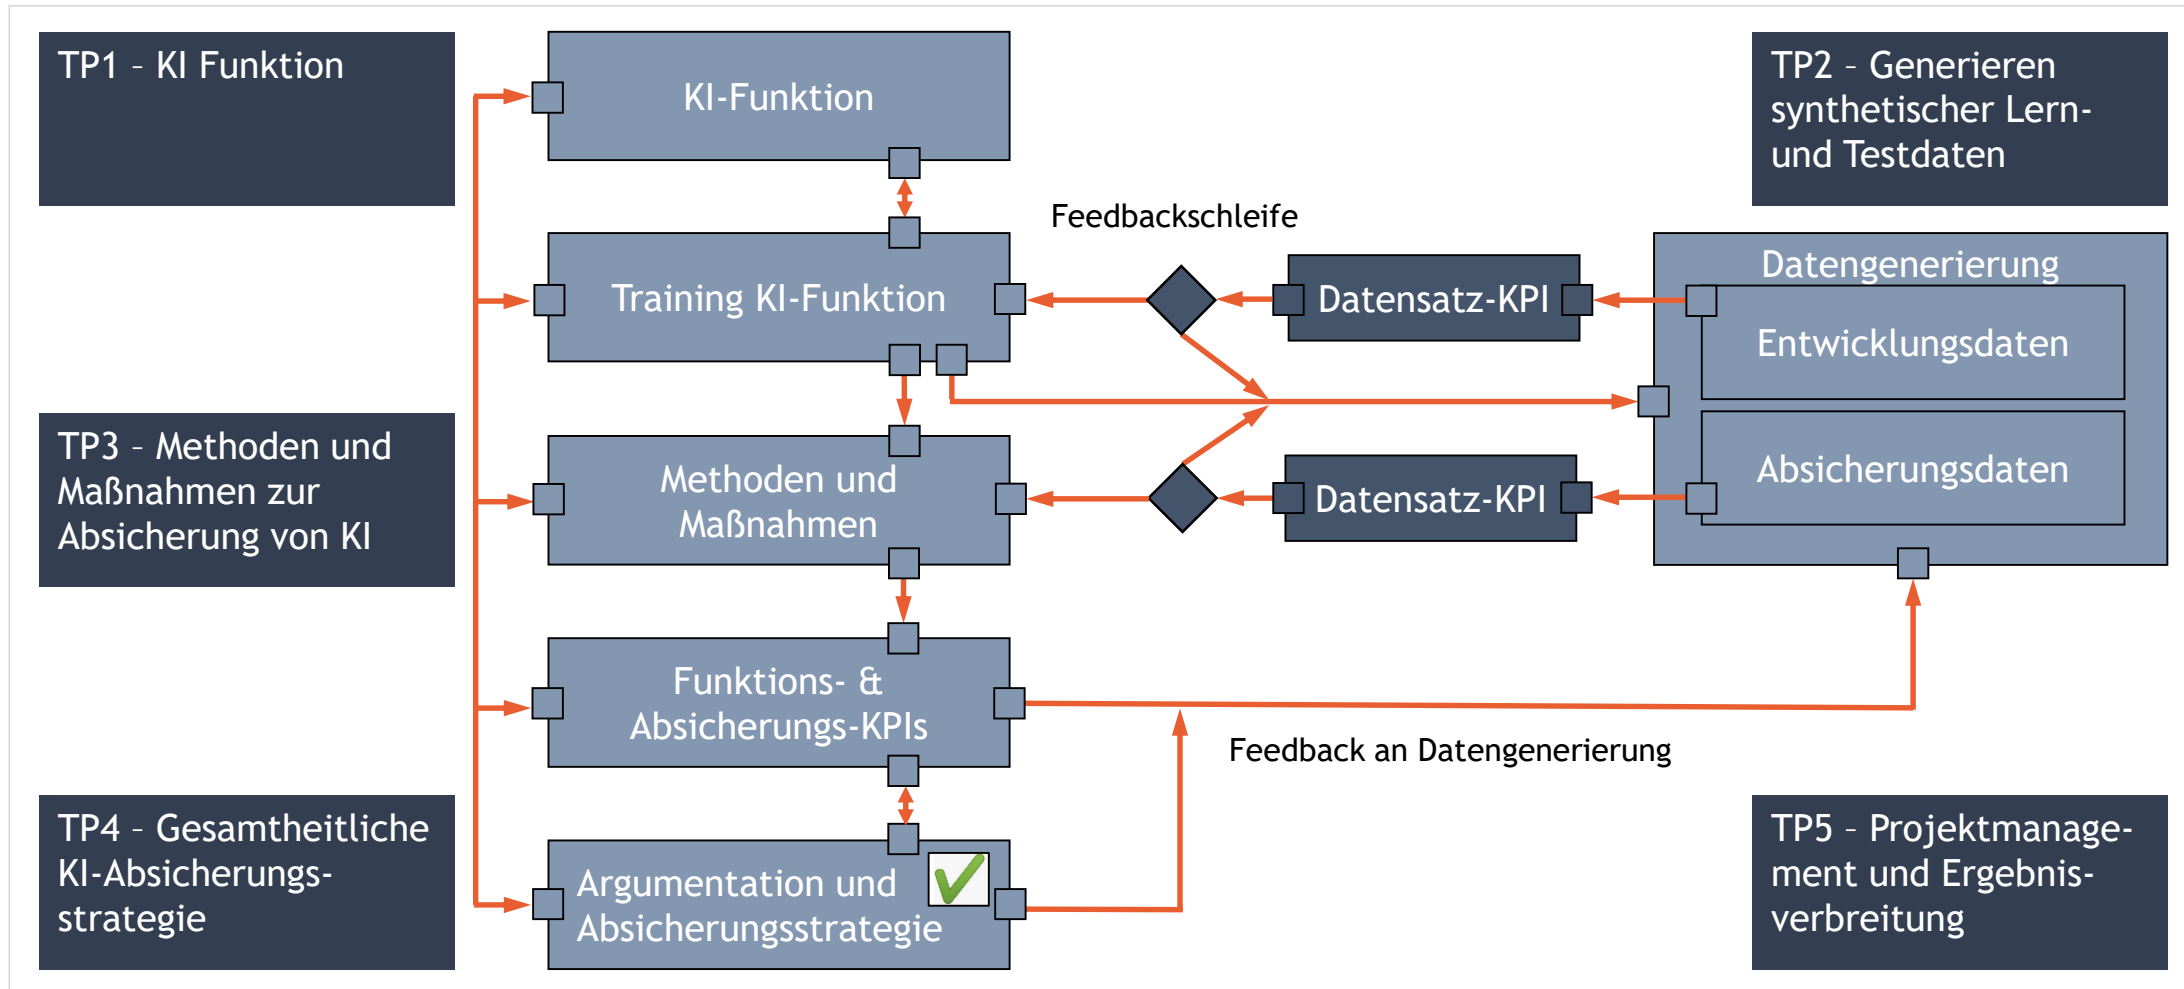 TP1 – KI Funktion
KI-Funktion
TP2 – Generieren
synthetischer Lern-
und Testdaten
Feedbackschleife
Training KI-Funktion
Datensatz-KPI
Datengenerierung
Entwicklungsdaten
TP3 – Methoden und
Maßnahmen zur
Absicherung von KI
Methoden und
Maßnahmen
Datensatz-KPI
Absicherungsdaten
Funktions- &
Absicherungs-KPIs
Feedback an Datengenerierung
TP4 – Gesamtheitliche
KI-Absicherungs-
strategie
Argumentation und
Absicherungsstrategie
TP5 – Projektmanage-
ment und Ergebnis-
verbreitung